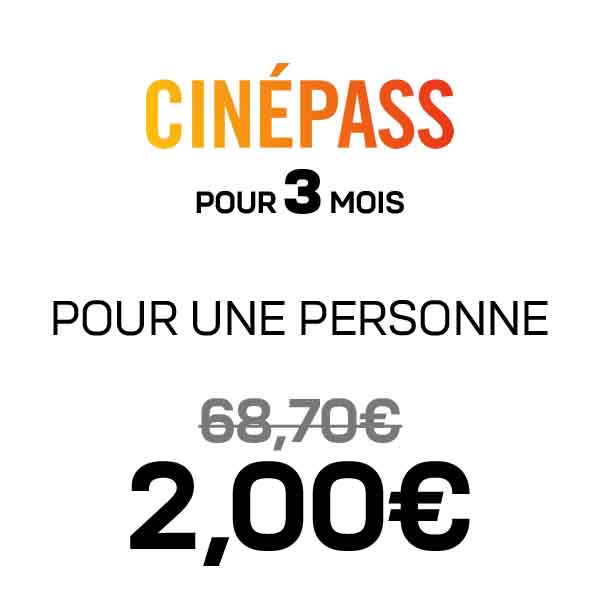 CINÉPASS
POUR 3 MOIS
POUR UNE PERSONNE
68,70€
2,00€